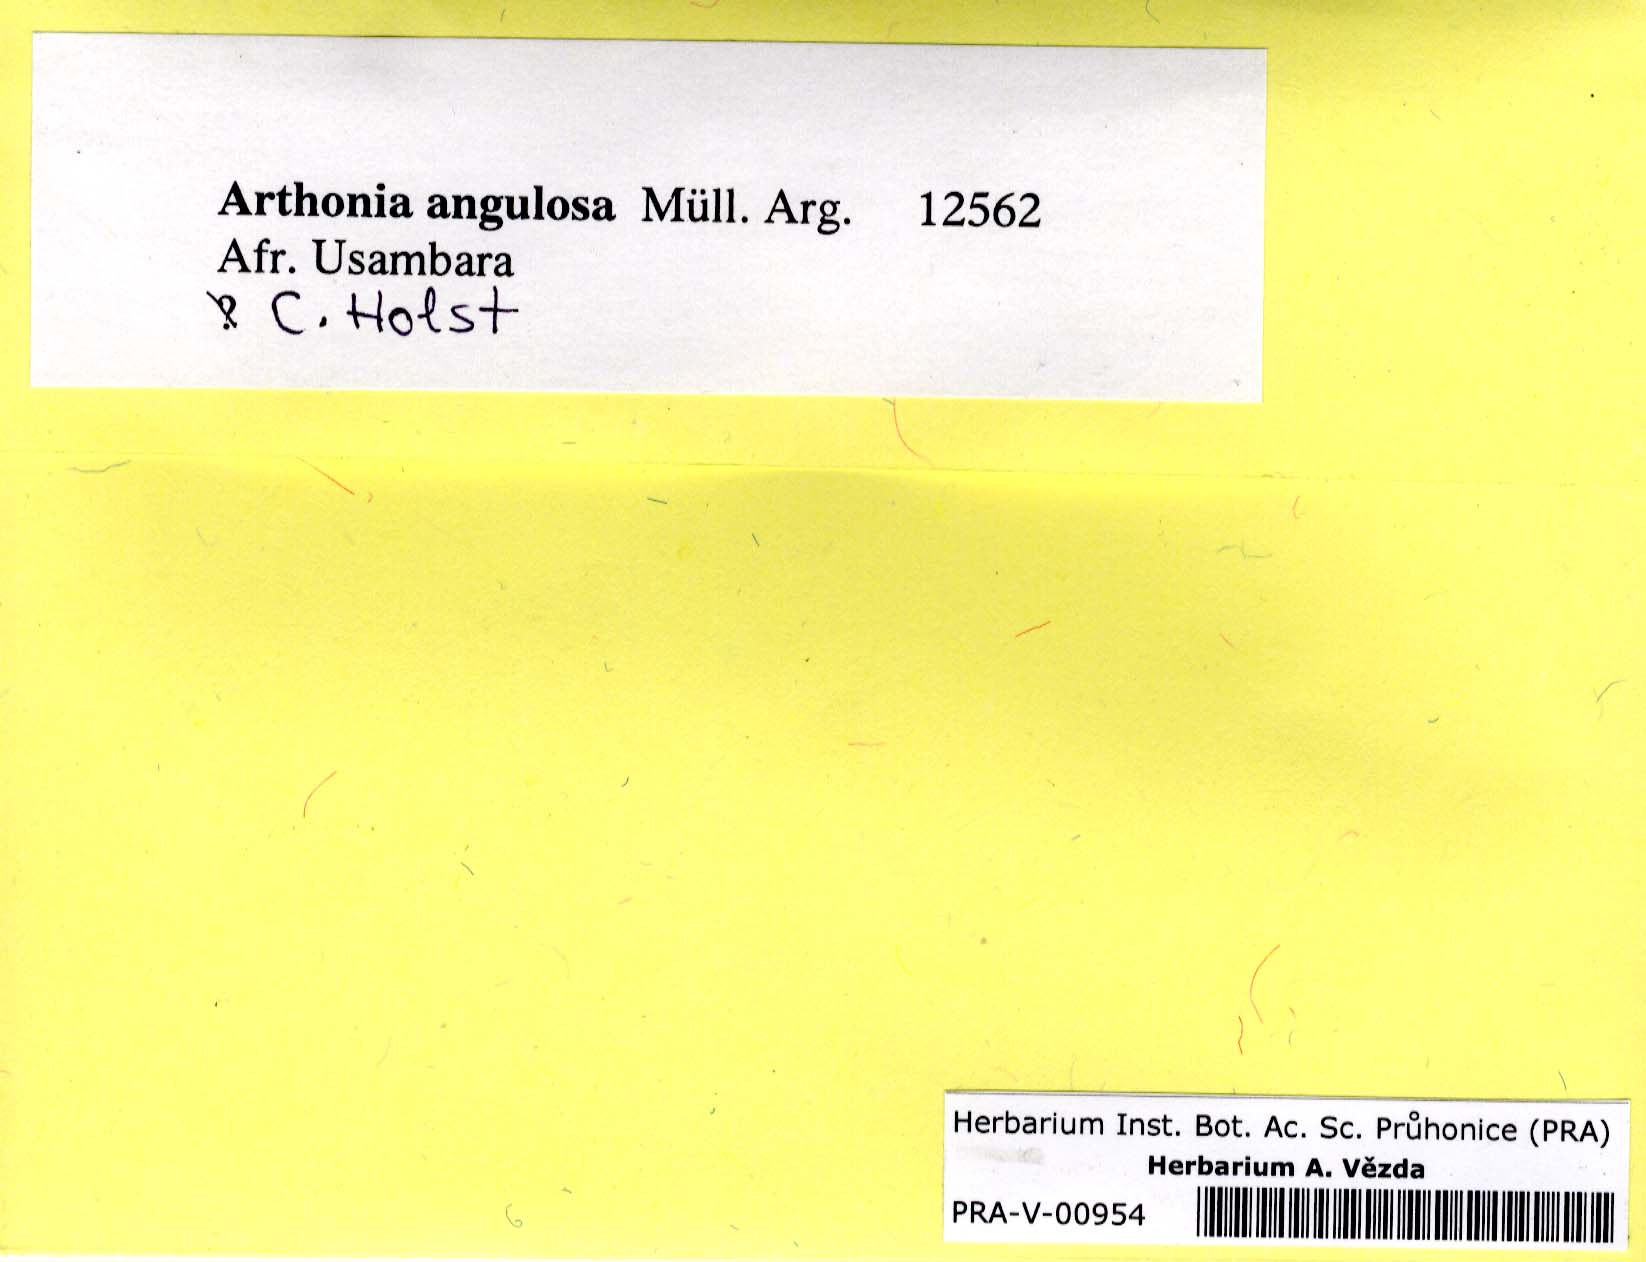 Arthonia angulosa Müll. Arg. 12562
Afr. Usambara
C. Holst
Herbarium Inst. Bot. Ac. Sc. Průhonice (PRA)
Herbarium A. Vězda
PRA-V-00954